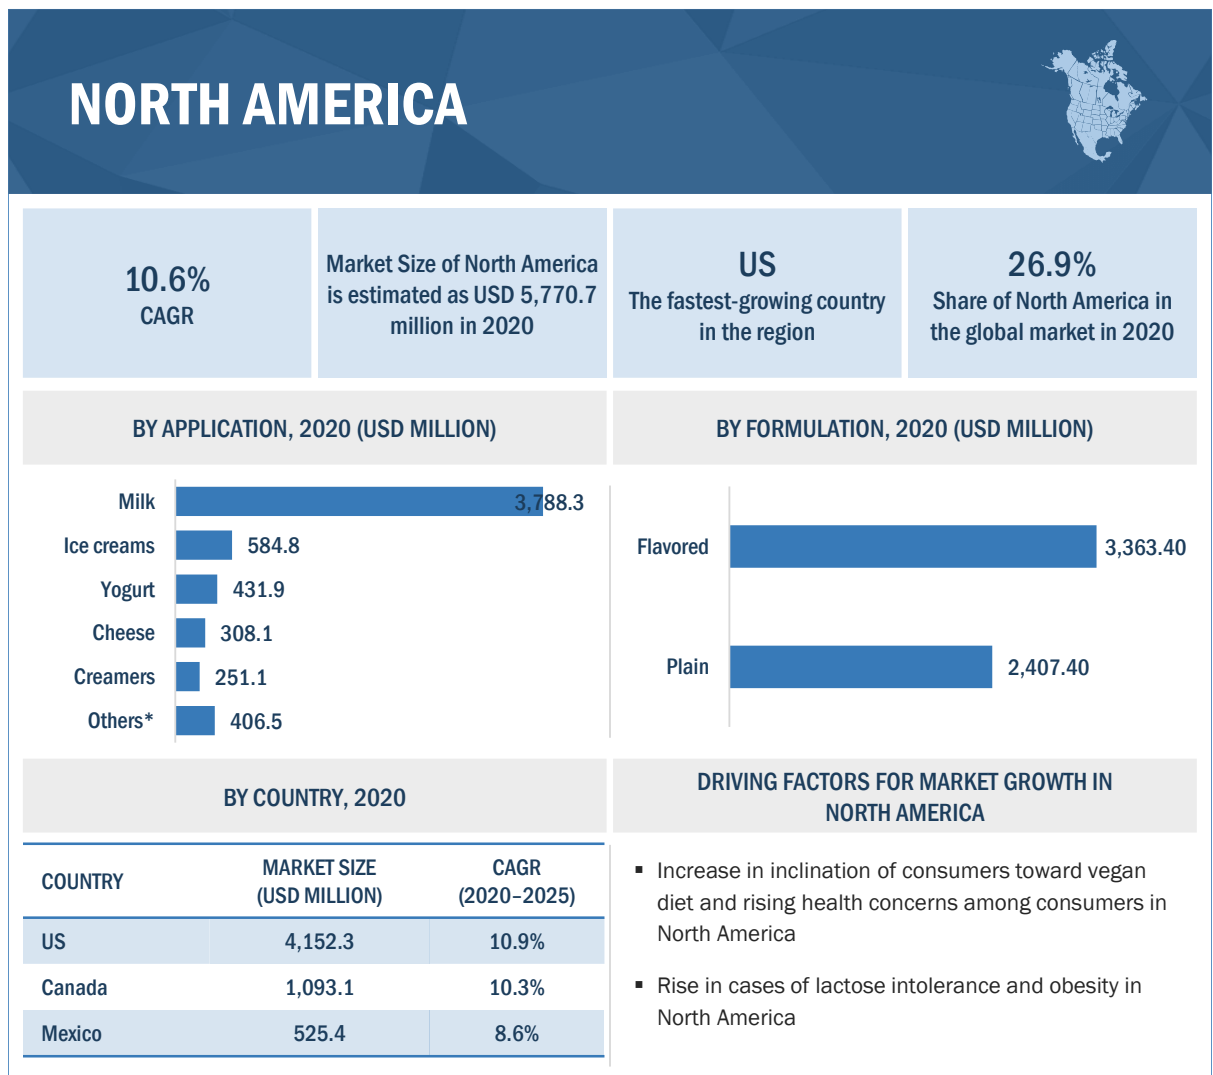 NORTH AMERICA
10.6%
CAGR
Market Size of North America
is estimated as USD 5,770.7
million in 2020
US
The fastest-growing country
in the region
26.9%
Share of North America in
the global market in 2020
BY APPLICATION, 2020 (USD MILLION)
Milk 3,788.3
Ice creams 584.8
Yogurt 431.9
Cheese 308.1
Creamers 251.1
Others* 406.5
BY FORMULATION, 2020 (USD MILLION)
Flavored 3,363.40
Plain 2,407.40
BY COUNTRY, 2020
COUNTRY
MARKET SIZE
(USD MILLION)
CAGR
(2020–2025)
US 4,152.3 10.9%
Canada 1,093.1 10.3%
Mexico 525.4 8.6%
DRIVING FACTORS FOR MARKET GROWTH IN
NORTH AMERICA
▪ Increase in inclination of consumers toward vegan
diet and rising health concerns among consumers in
North America
▪ Rise in cases of lactose intolerance and obesity in
North America